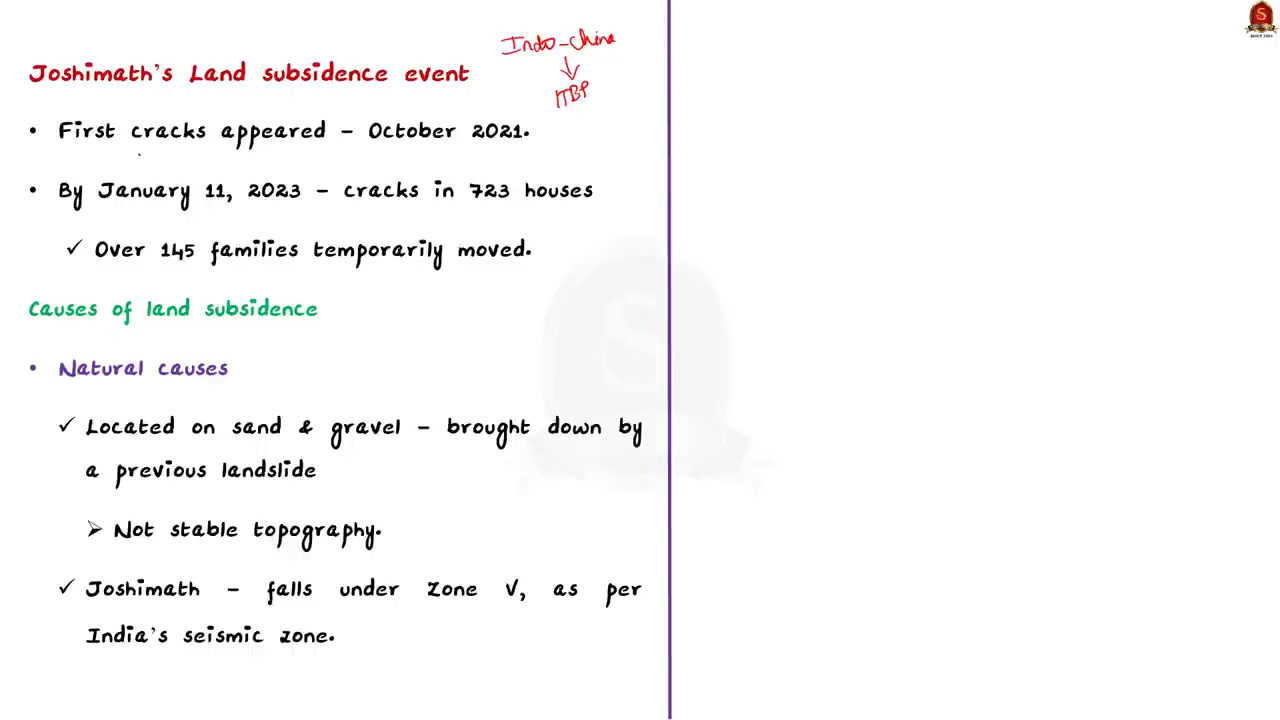 Indo-China
ITBP
Joshimath's Land subsidence event
• First cracks appeared – October 2021.
• By January 11, 2023 – cracks in 723 houses
✓ Over 145 families temporarily moved.
Causes of land subsidence
• Natural causes
✓ Located on sand & gravel – brought down by
a previous landslide
➢ Not stable topography.
✓ Joshimath – falls under Zone V, as per
India's seismic zone.
S